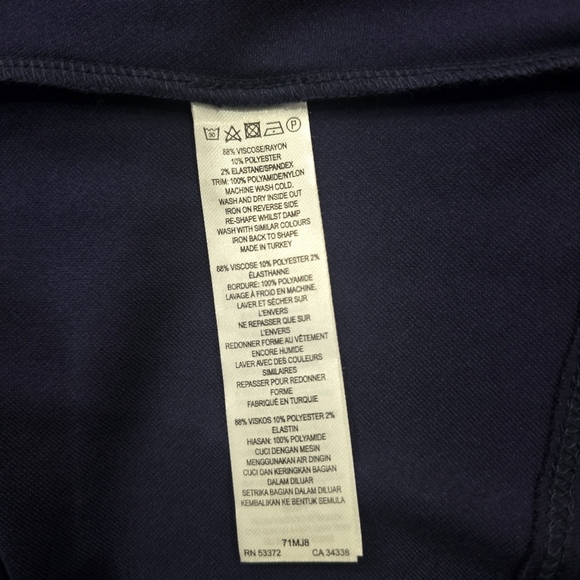 30
P
88% VISCOSE/RAYON
10% POLYESTER
2% ELASTANE/SPANDEX
TRIM: 100% POLYAMIDE/NYLON
MACHINE WASH COLD.
WASH AND DRY INSIDE OUT
IRON ON REVERSE SIDE
RE-SHAPE WHILST DAMP
WASH WITH SIMILAR COLOURS
IRON BACK TO SHAPE
MADE IN TURKEY
88% VISCOSE 10% POLYESTER 2%
ÉLASTHANNE
BORDURE: 100% POLYAMIDE
LAVAGE À FROID EN MACHINE.
LAVER ET SÉCHER SUR
L'ENVERS
NE REPASSER QUE SUR
L'ENVERS
REDONNER FORME AU VÊTEMENT
ENCORE HUMIDE
LAVER AVEC DES COULEURS
SIMILAIRES
REPASSER POUR REDONNER
FORME
FABRIQUÉ EN TURQUIE
88% VISKOS 10% POLYESTER 2%
ELASTIN
HIASAN: 100% POLYAMIDE
CUCI DENGAN MESIN
MENGGUNAKAN AIR DINGIN
CUCI DAN KERINGKAN BAGIAN
DALAM DILUAR
SETRIKA BAGIAN DALAM DILUAR
KEMBALIKAN KE BENTUK SEMULA
71MJ8
RN 53372 CA 34338